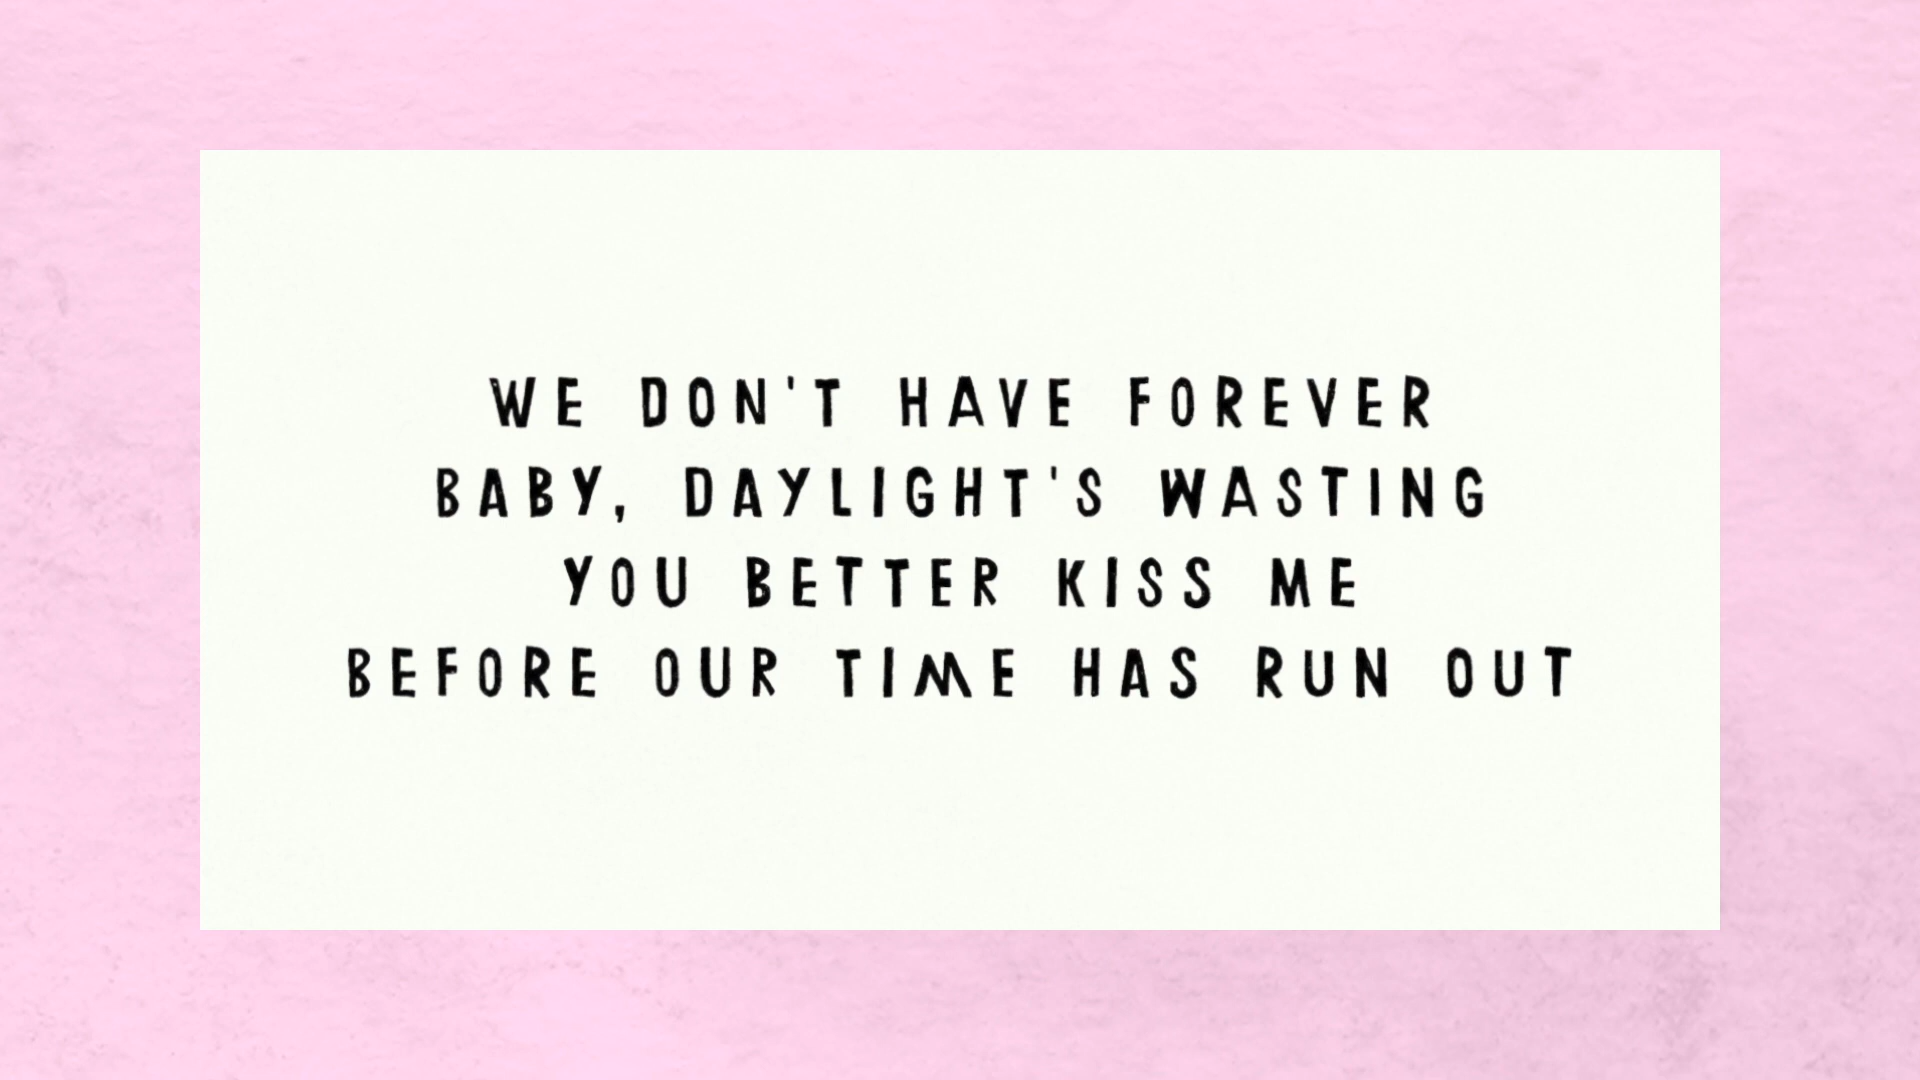 WE DON'T HAVE FOREVER
BABY, DAYLIGHT'S WASTING
YOU BETTER KISS ME
BEFORE OUR TIME HAS RUN OUT